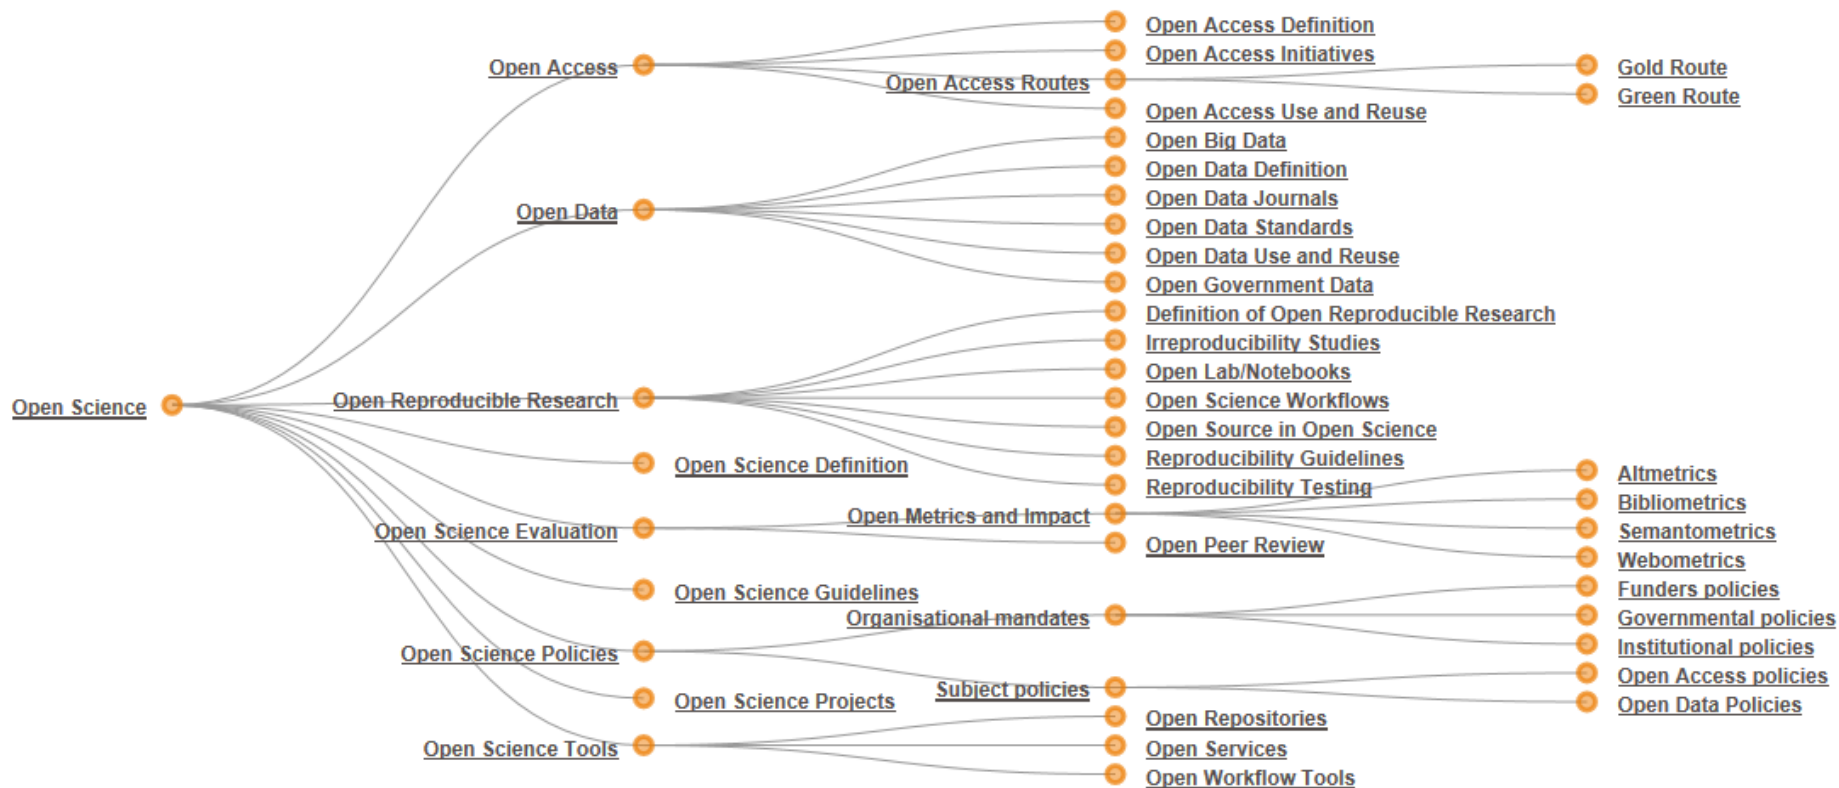 Open Science
Open Access
Open Access Definition
Open Access Initiatives
Open Access Routes
Gold Route
Green Route
Open Access Use and Reuse
Open Data
Open Big Data
Open Data Definition
Open Data Journals
Open Data Standards
Open Data Use and Reuse
Open Government Data
Open Reproducible Research
Definition of Open Reproducible Research
Irreproducibility Studies
Open Lab/Notebooks
Open Science Workflows
Open Source in Open Science
Reproducibility Guidelines
Reproducibility Testing
Open Science Definition
Open Science Evaluation
Open Metrics and Impact
Altmetrics
Bibliometrics
Semantometrics
Webometrics
Open Peer Review
Open Science Guidelines
Open Science Policies
Organisational mandates
Funders policies
Governmental policies
Institutional policies
Subject policies
Open Access policies
Open Data Policies
Open Science Projects
Open Science Tools
Open Repositories
Open Services
Open Workflow Tools